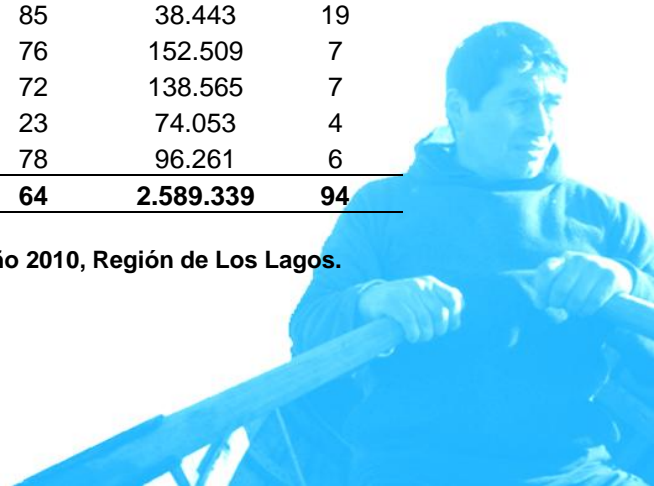 85 38.443 19
76 152.509 7
72 138.565 7
23 74.053 4
78 96.261 6
64 2.589.339 94
ño 2010, Región de Los Lagos.